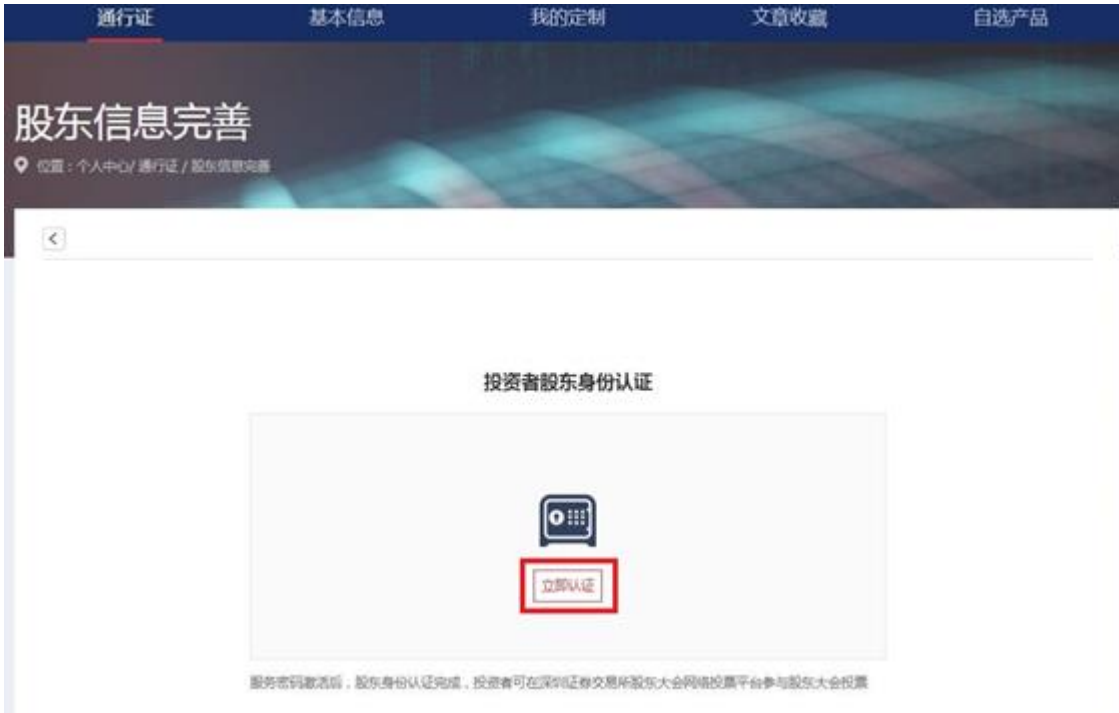 通行证 基本信息 我的定制 文章收藏 自选产品
股东信息完善
位置：个人中心/ 通行证 / 股东信息完善
投资者股东身份认证
立即认证
服务密码激活后，股东身份认证完成，投资者可在深圳证券交易所股东大会网络投票平台参与股东大会投票